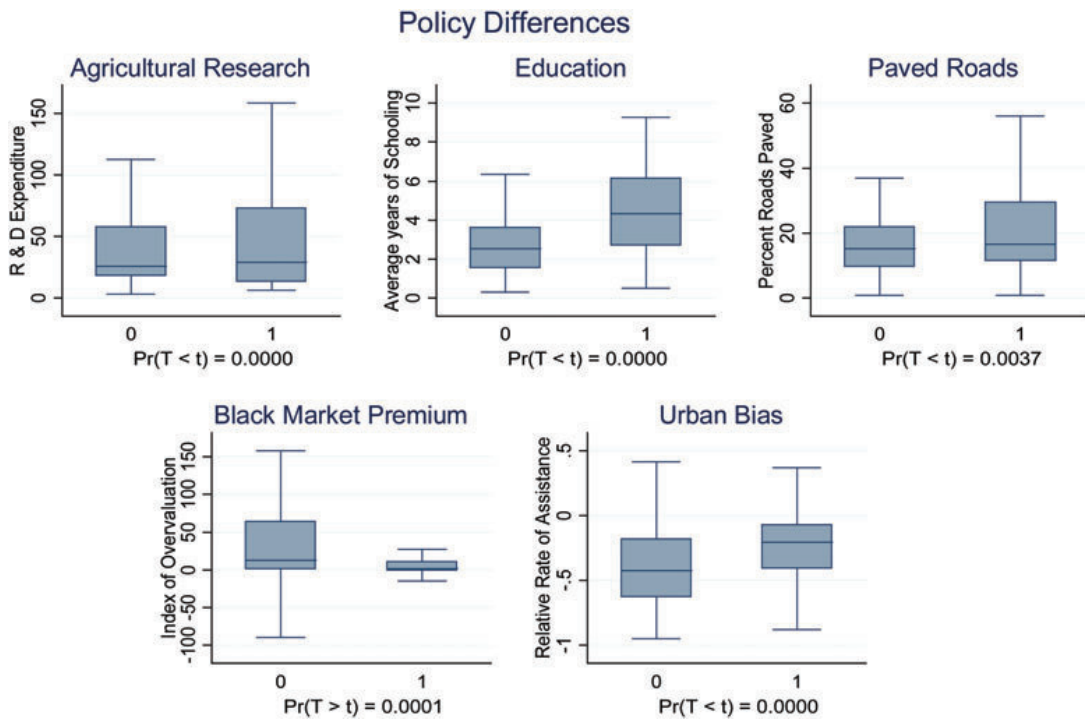 Policy Differences
Agricultural Research
R & D Expenditure
150
100
50
0
0 1
Pr(T < t) = 0.0000
Education
Average years of Schooling
10
8
6
4
2
0
0 1
Pr(T < t) = 0.0000
Paved Roads
Percent Roads Paved
60
40
20
0
0 1
Pr(T < t) = 0.0037
Black Market Premium
Index of Overvaluation
150
100
50
0
-50
-100
0 1
Pr(T > t) = 0.0001
Urban Bias
Relative Rate of Assistance
.5
0
-.5
-1
0 1
Pr(T < t) = 0.0000